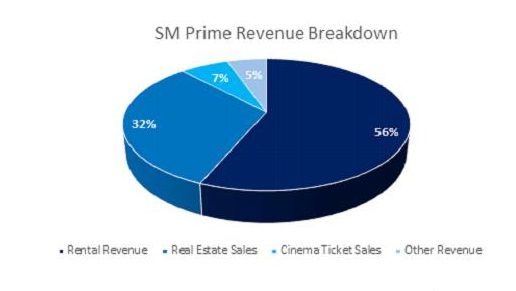 SM Prime Revenue Breakdown
5%
7%
32%
56%
Rental Revenue Real Estate Sales Cinema Ticket Sales Other Revenue